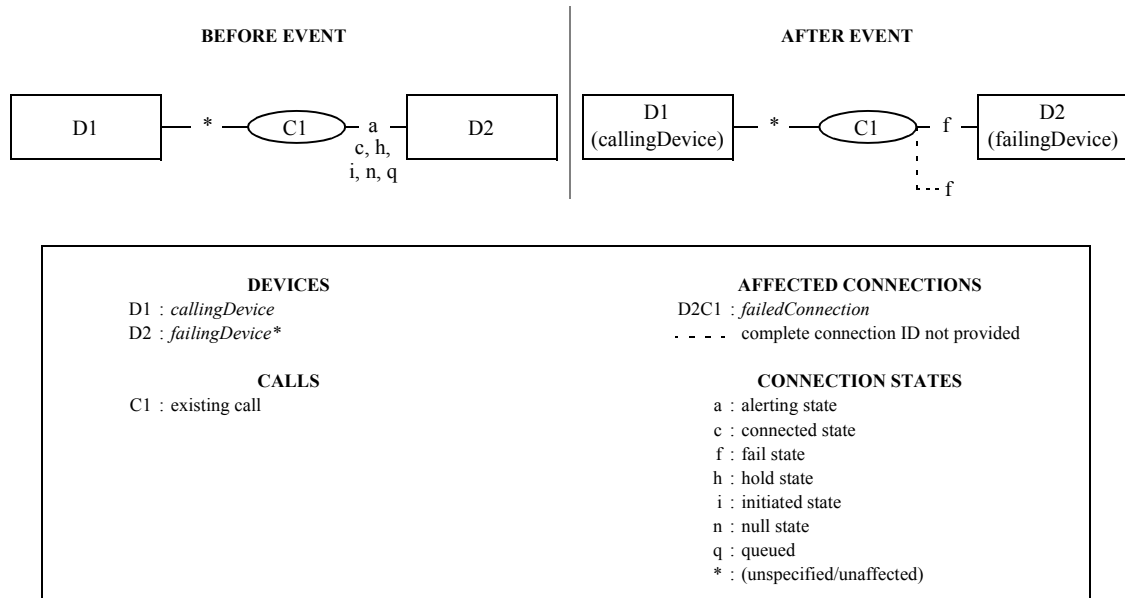 BEFORE EVENT
AFTER EVENT
D1
*
C1
a
c, h,
i, n, q
D2
D1
(callingDevice)
*
C1
f
D2
(failingDevice)
f
DEVICES
D1 : callingDevice
D2 : failingDevice*
CALLS
C1 : existing call
AFFECTED CONNECTIONS
D2C1 : failedConnection
- - - - complete connection ID not provided
CONNECTION STATES
a : alerting state
c : connected state
f : fail state
h : hold state
i : initiated state
n : null state
q : queued
* : (unspecified/unaffected)